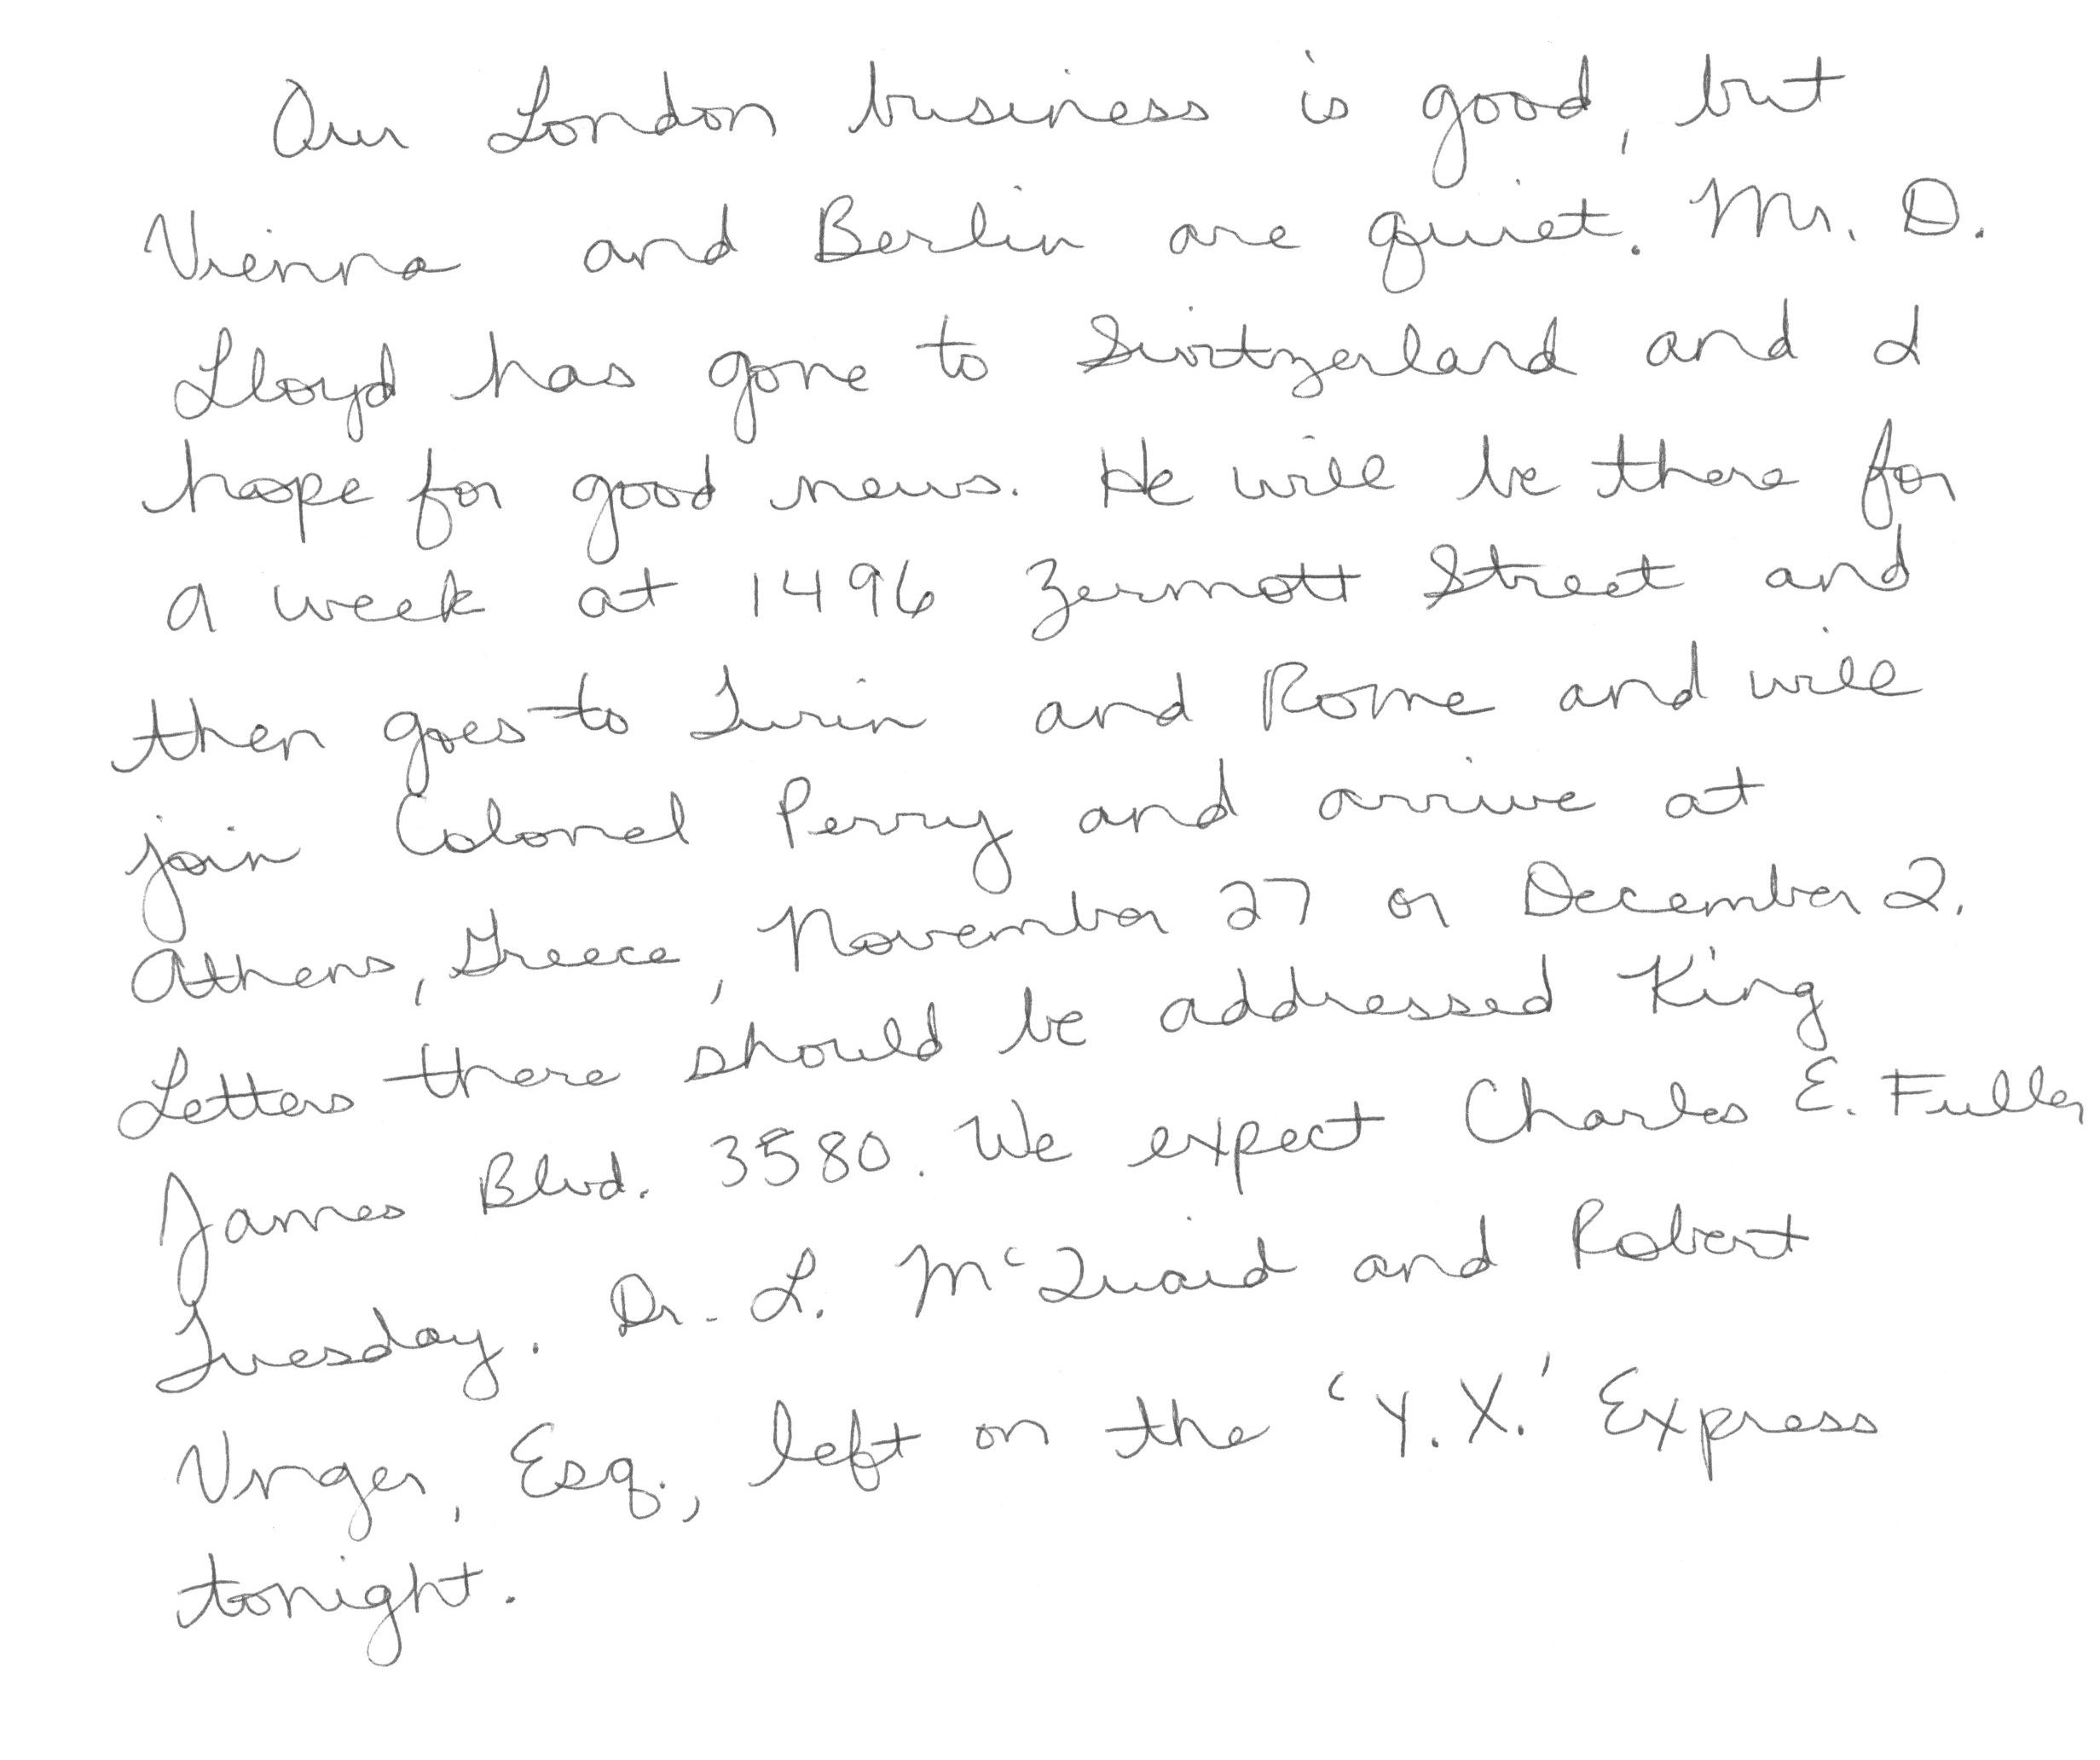 Our London business is good, but
Vienna and Berlin are quiet. Mr. D.
Lloyd has gone to Switzerland and I
hope for good news. He will be there for
a week at 1496 Zermott Street and
then goes to Turin and Rome and will
join Colonel Perry and arrive at
Athens, Greece, November 27 or December 2.
Letters there should be addressed King
James Blvd. 3580. We expect Charles E. Fuller
Tuesday. Dr. L. McQuaid and Robert
Unger, Esq., left on the 'Y.X.' Express
tonight.